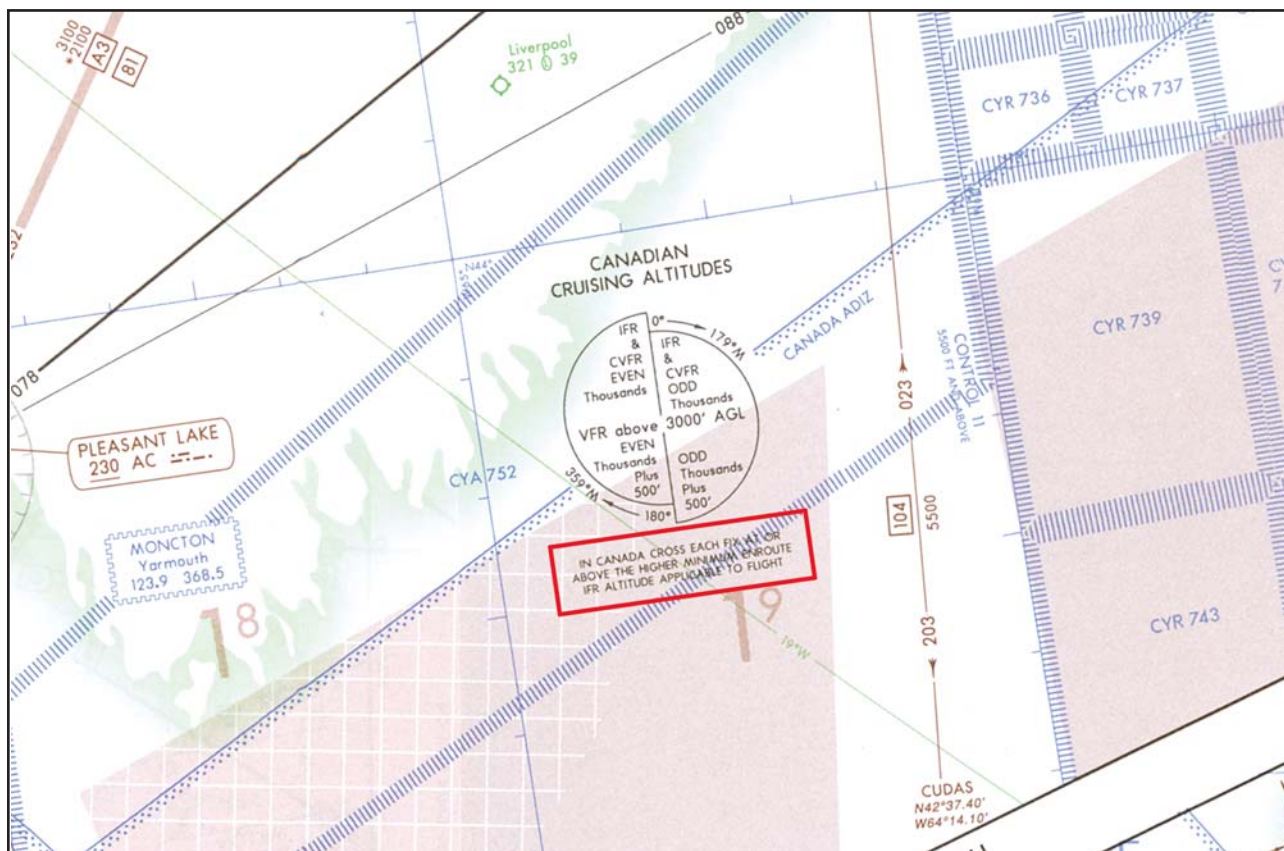 3100
*2100
A3
81
Liverpool
321 39
088
CYR 736
CYR 737
65°
N44°
CANADIAN
CRUISING ALTITUDES
0°
179°M
IFR
&
CVFR
EVEN
Thousands
IFR
&
CVFR
ODD
Thousands
VFR above 3000' AGL
EVEN
Thousands
Plus
500'
ODD
Thousands
Plus
500'
359°M
180°
CANADA ADIZ
CYR 739
CONTROL 11
5500 FT AND ABOVE
023
078
PLEASANT LAKE
230 AC
CYA 752
IN CANADA CROSS EACH FIX AT OR
ABOVE THE HIGHER MINIMUM ENROUTE
IFR ALTITUDE APPLICABLE TO FLIGHT
104
5500
MONCTON
Yarmouth
123.9 368.5
18
19
19°W
203
CYR 743
CUDAS
N42°37.40'
W64°14.10'